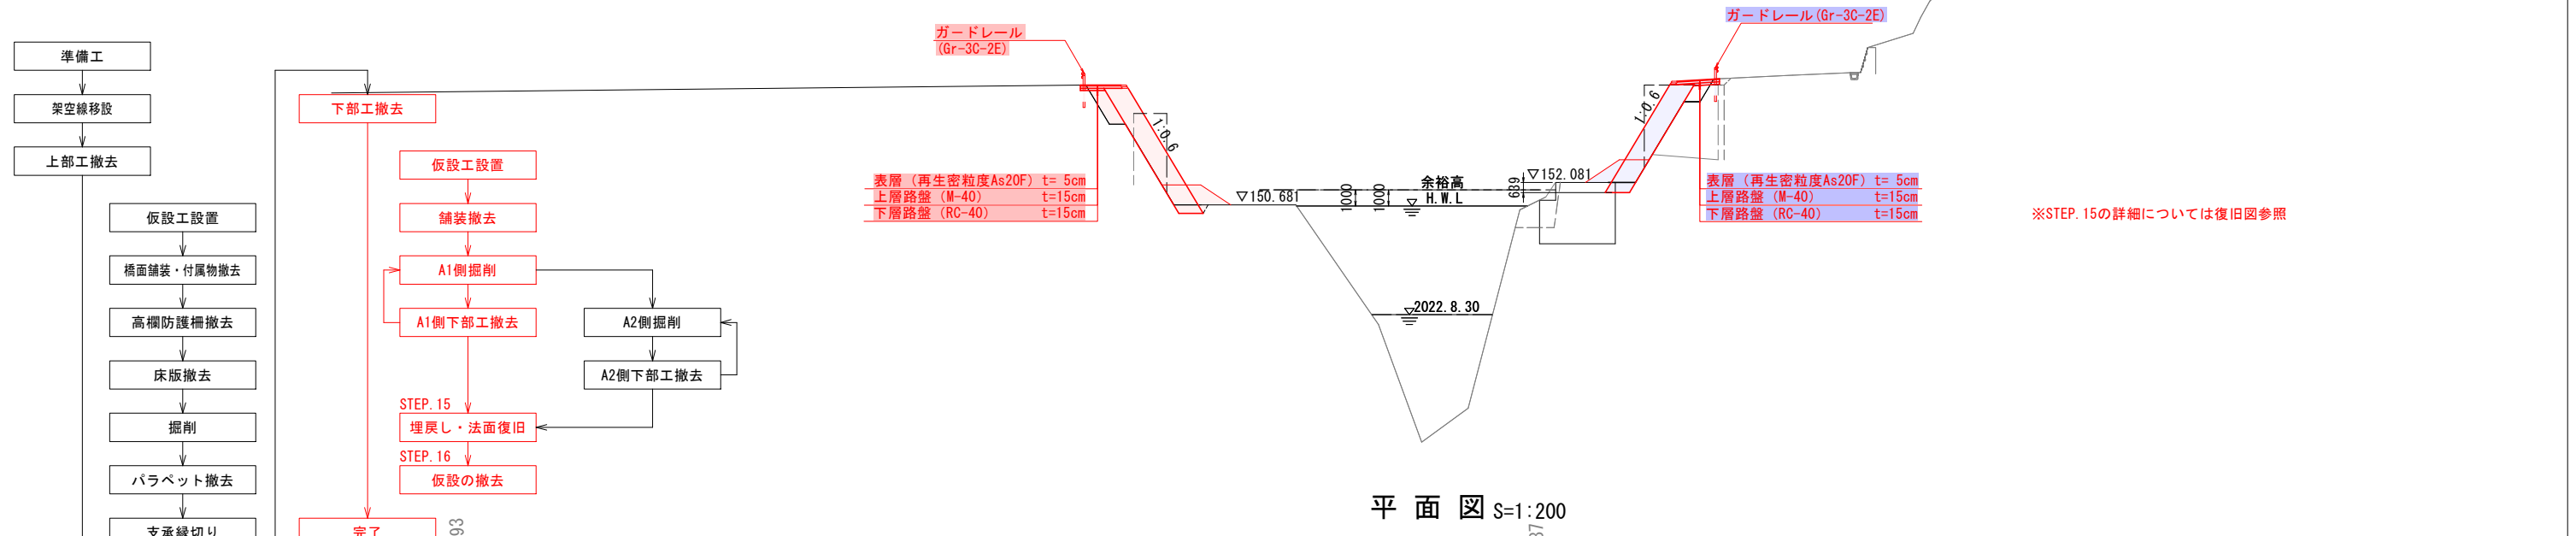 準備工
架空線移設
上部工撤去
仮設工設置
橋面舗装・付属物撤去
高欄防護柵撤去
床版撤去
掘削
パラペット撤去
支承縁切り
下部工撤去
仮設工設置
舗装撤去
A1側掘削
A1側下部工撤去
A2側掘削
A2側下部工撤去
STEP.15
埋戻し・法面復旧
STEP.16
仮設の撤去
完了
93
ガードレール
(Gr-3C-2E)
1:0.6
表層 (再生密粒度As20F) t= 5cm
上層路盤 (M-40) t=15cm
下層路盤 (RC-40) t=15cm
▽150.681
1000
1000
余裕高
H.W.L
639
▽152.081
2022.8.30
ガードレール(Gr-3C-2E)
1:0.6
表層 (再生密粒度As20F) t= 5cm
上層路盤 (M-40) t=15cm
下層路盤 (RC-40) t=15cm
※STEP.15の詳細については復旧図参照
平面図 S=1:200